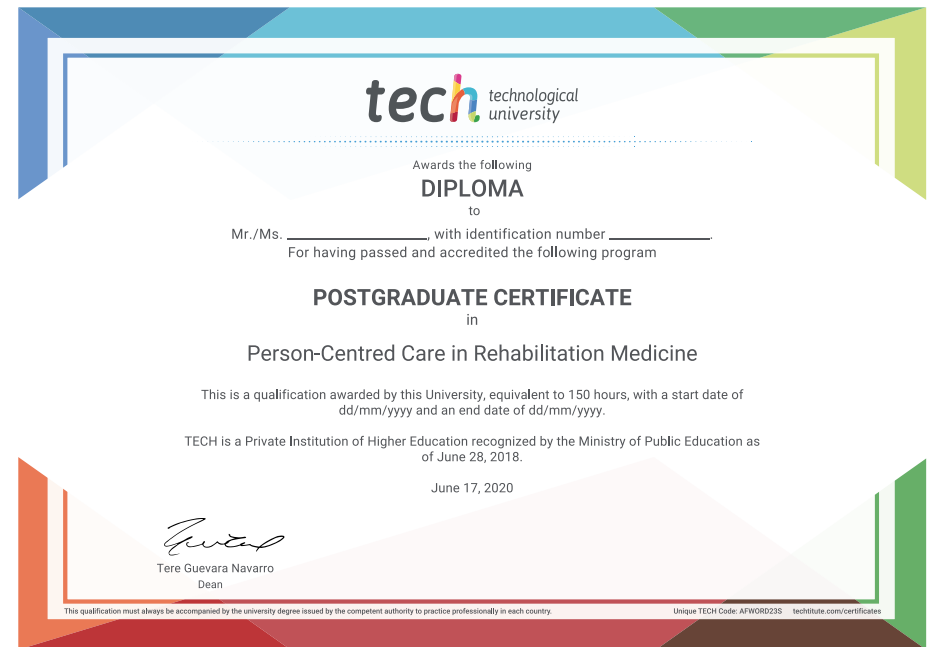 tech technological
university
Awards the following
DIPLOMA
to
Mr./Ms. ____________________, with identification number ______________.
For having passed and accredited the following program
POSTGRADUATE CERTIFICATE
in
Person-Centred Care in Rehabilitation Medicine
This is a qualification awarded by this University, equivalent to 150 hours, with a start date of
dd/mm/yyyy and an end date of dd/mm/yyyy.
TECH is a Private Institution of Higher Education recognized by the Ministry of Public Education as
of June 28, 2018.
June 17, 2020
Tere Guevara Navarro
Dean
This qualification must always be accompanied by the university degree issued by the competent authority to practice professionally in each country.
Unique TECH Code: AFWORD23S techtitute.com/certificates